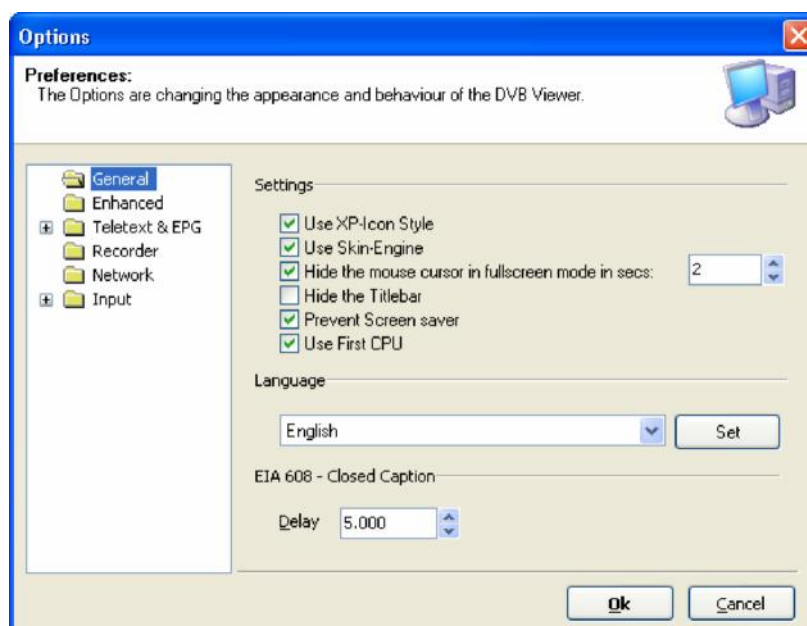 Options
Preferences:
The Options are changing the appearance and behaviour of the DVB Viewer.
General
Enhanced
Teletext & EPG
Recorder
Network
Input
Settings
Use XP-Icon Style
Use Skin-Engine
Hide the mouse cursor in fullscreen mode in secs: 2
Hide the Titlebar
Prevent Screen saver
Use First CPU
Language
English Set
EIA 608 - Closed Caption
Delay 5.000
Ok Cancel